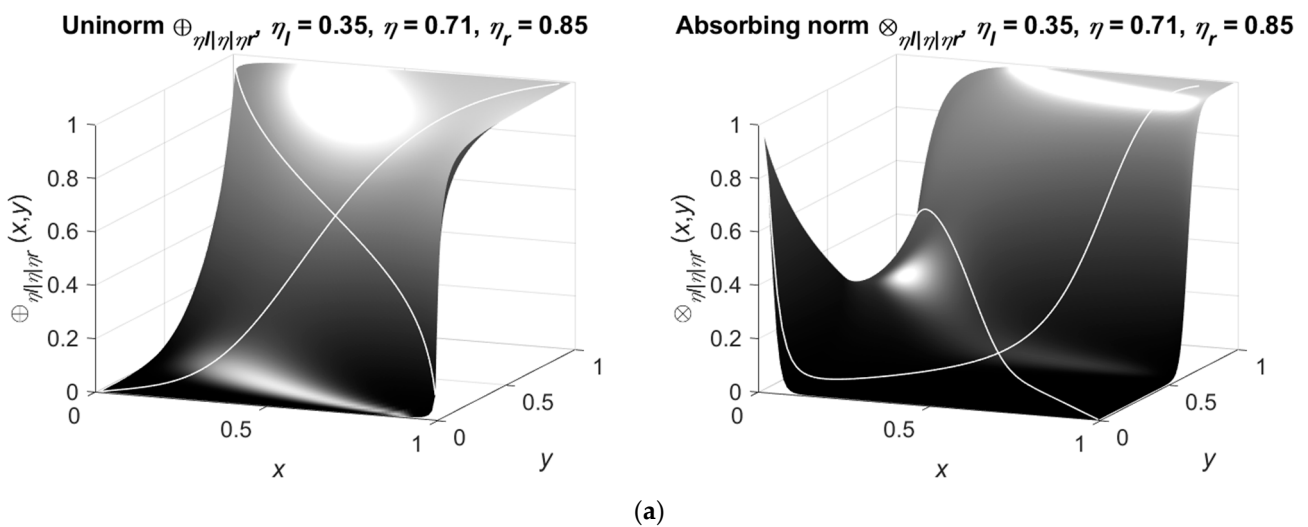 Uninorm ⊕ηl|η|ηr, ηl = 0.35, η = 0.71, ηr = 0.85
1
0.8
0.6
0.4
0.2
0
⊕ηl|η|ηr (x,y)
0
0.5
1
x
0
0.5
1
y
Absorbing norm ⊗ηl|η|ηr, ηl = 0.35, η = 0.71, ηr = 0.85
1
0.8
0.6
0.4
0.2
0
⊗ηl|η|ηr (x,y)
0
0.5
1
x
0
0.5
1
y
(a)